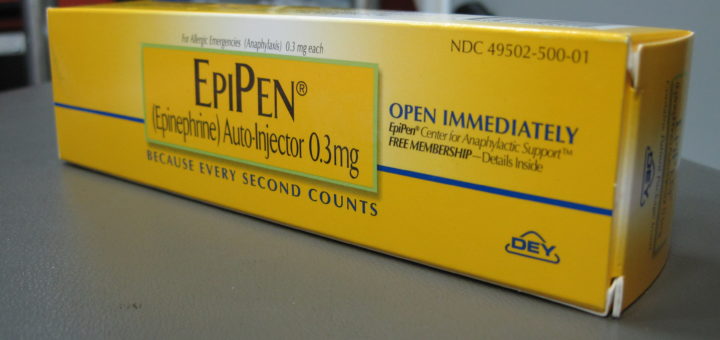 For Allergic Emergencies (Anaphylaxis) 0.3 mg each
NDC 49502-500-01
EPIPEN®
(Epinephrine) Auto-Injector 0.3mg
BECAUSE EVERY SECOND COUNTS
OPEN IMMEDIATELY
EpiPen® Center for Anaphylactic Support™
FREE MEMBERSHIP—Details Inside
DEY
DEY